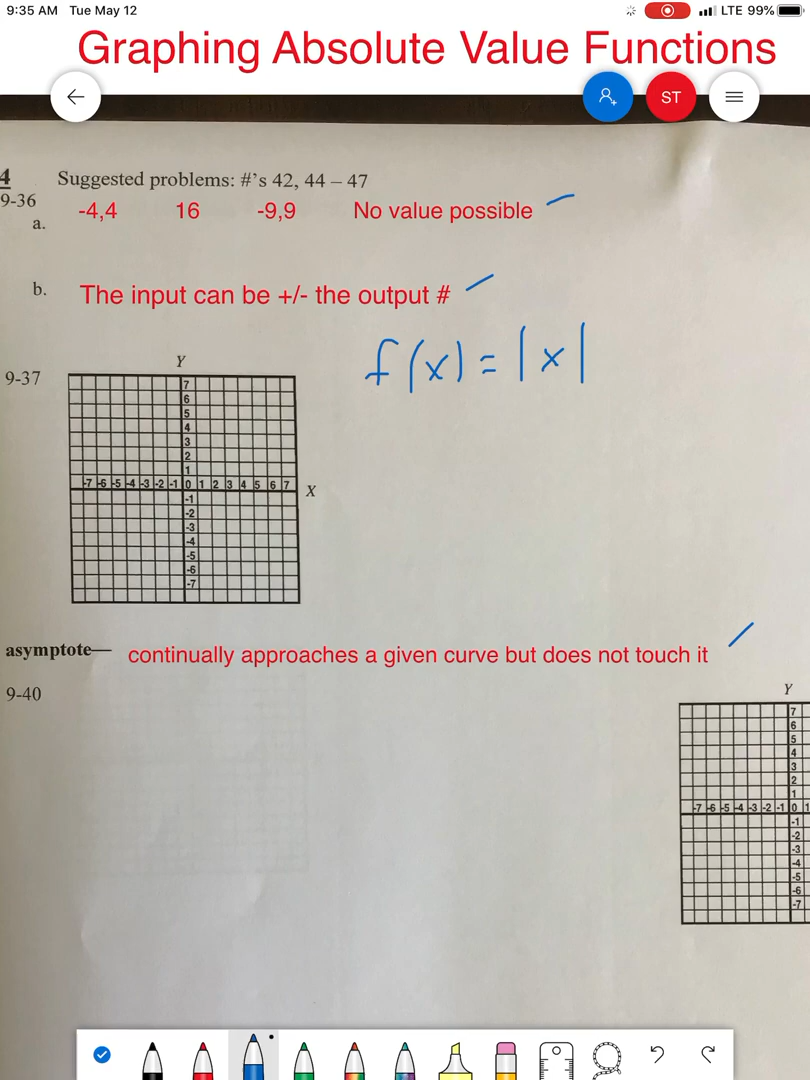 9:35 AM Tue May 12
LTE 99%
Graphing Absolute Value Functions
ST
4 Suggested problems: #'s 42, 44 – 47
9-36
a. -4,4 16 -9,9 No value possible
b. The input can be +/- the output #
f(x) = |x|
9-37
Y
7
6
5
4
3
2
1
-7 -6 -5 -4 -3 -2 -1 0 1 2 3 4 5 6 7
X
-1
-2
-3
-4
-5
-6
-7
asymptote— continually approaches a given curve but does not touch it
9-40
Y
7
6
5
4
3
2
1
-7 -6 -5 -4 -3 -2 -1 0 1
-1
-2
-3
-4
-5
-6
-7